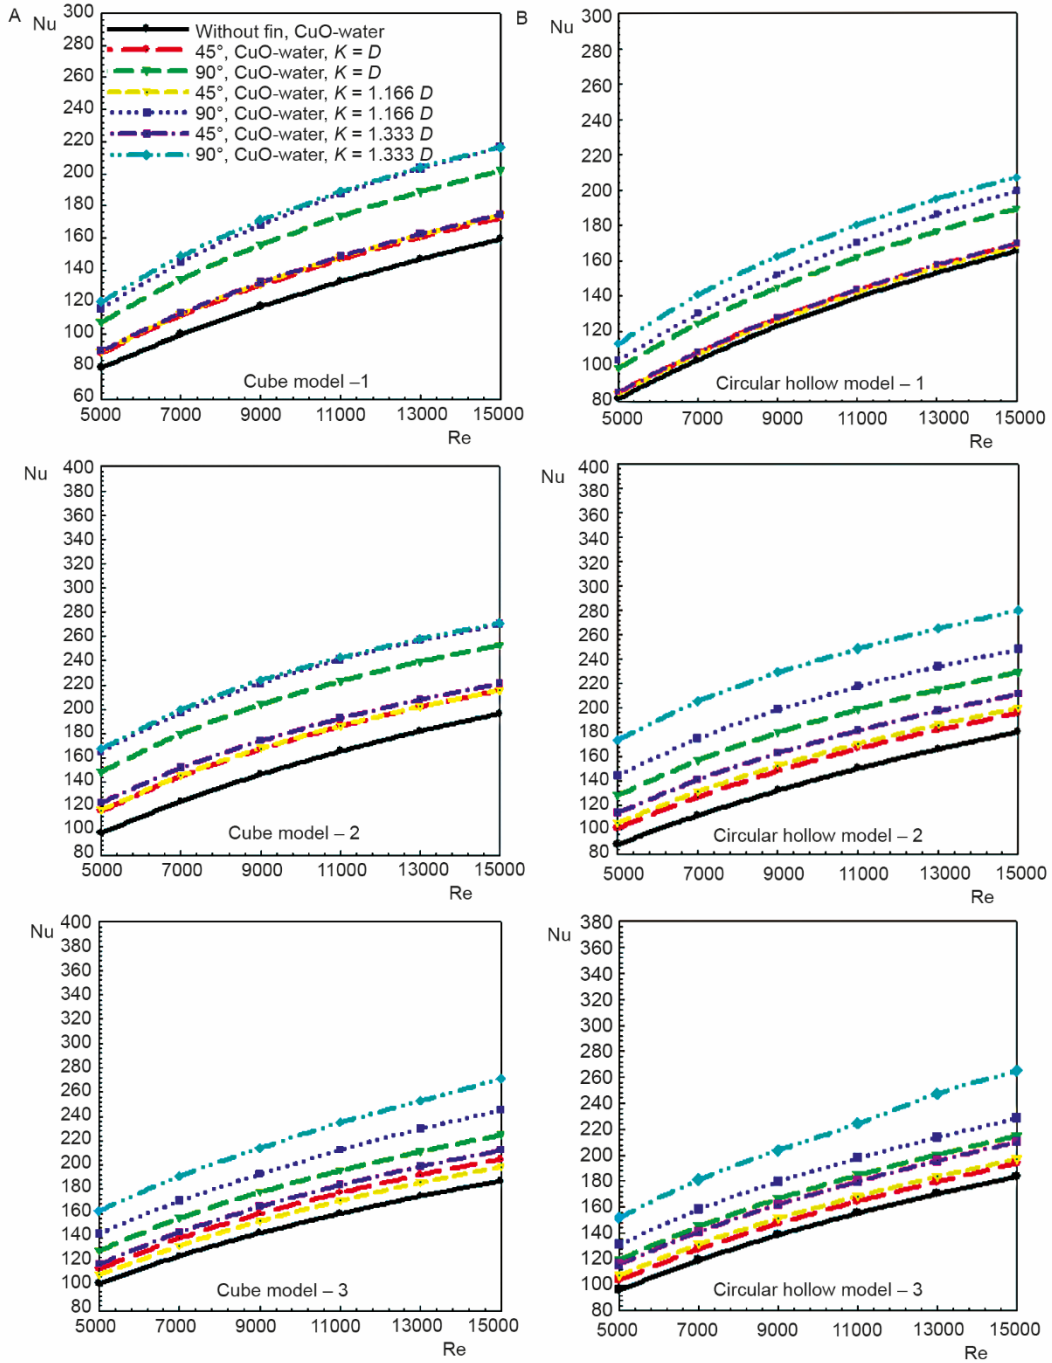 A
Nu
300
280
260
240
220
200
180
160
140
120
100
80
60
Without fin, CuO-water
45°, CuO-water, K = D
90°, CuO-water, K = D
45°, CuO-water, K = 1.166 D
90°, CuO-water, K = 1.166 D
45°, CuO-water, K = 1.333 D
90°, CuO-water, K = 1.333 D
Cube model –1
5000 7000 9000 11000 13000 15000
Re
B
Nu
300
280
260
240
220
200
180
160
140
120
100
80
Circular hollow model – 1
5000 7000 9000 11000 13000 15000
Re
Nu
400
380
360
340
320
300
280
260
240
220
200
180
160
140
120
100
80
Cube model – 2
5000 7000 9000 11000 13000 15000
Re
Nu
400
380
360
340
320
300
280
260
240
220
200
180
160
140
120
100
80
Circular hollow model – 2
5000 7000 9000 11000 13000 15000
Re
Nu
400
380
360
340
320
300
280
260
240
220
200
180
160
140
120
100
80
Cube model – 3
5000 7000 9000 11000 13000 15000
Re
Nu
380
360
340
320
300
280
260
240
220
200
180
160
140
120
100
80
Circular hollow model – 3
5000 7000 9000 11000 13000 15000
Re